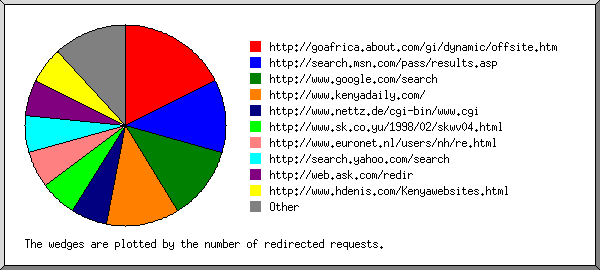 http://goafrica.about.com/gi/dynamic/offsite.htm
http://search.msn.com/pass/results.asp
http://www.google.com/search
http://www.kenyadaily.com/
http://www.nettz.de/cgi-bin/www.cgi
http://www.sk.co.yu/1998/02/skwv04.html
http://www.euronet.nl/users/nh/re.html
http://search.yahoo.com/search
http://web.ask.com/redir
http://www.hdenis.com/Kenyawebsites.html
Other
The wedges are plotted by the number of redirected requests.